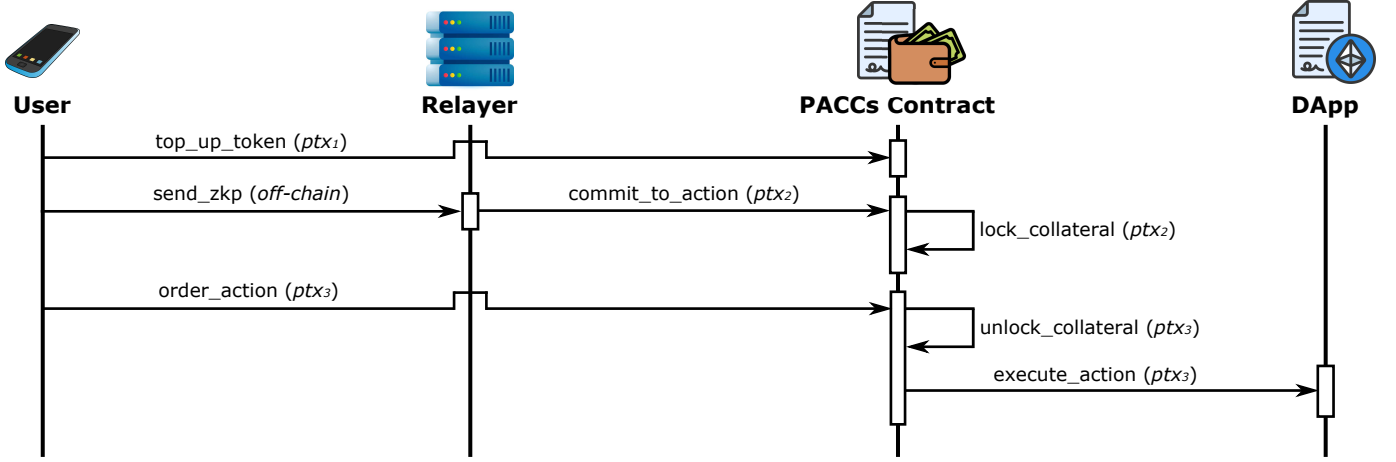 User Relayer PACCs Contract DApp
top_up_token (ptx₁)
send_zkp (off-chain) commit_to_action (ptx₂)
lock_collateral (ptx₂)
order_action (ptx₃)
unlock_collateral (ptx₃)
execute_action (ptx₃)